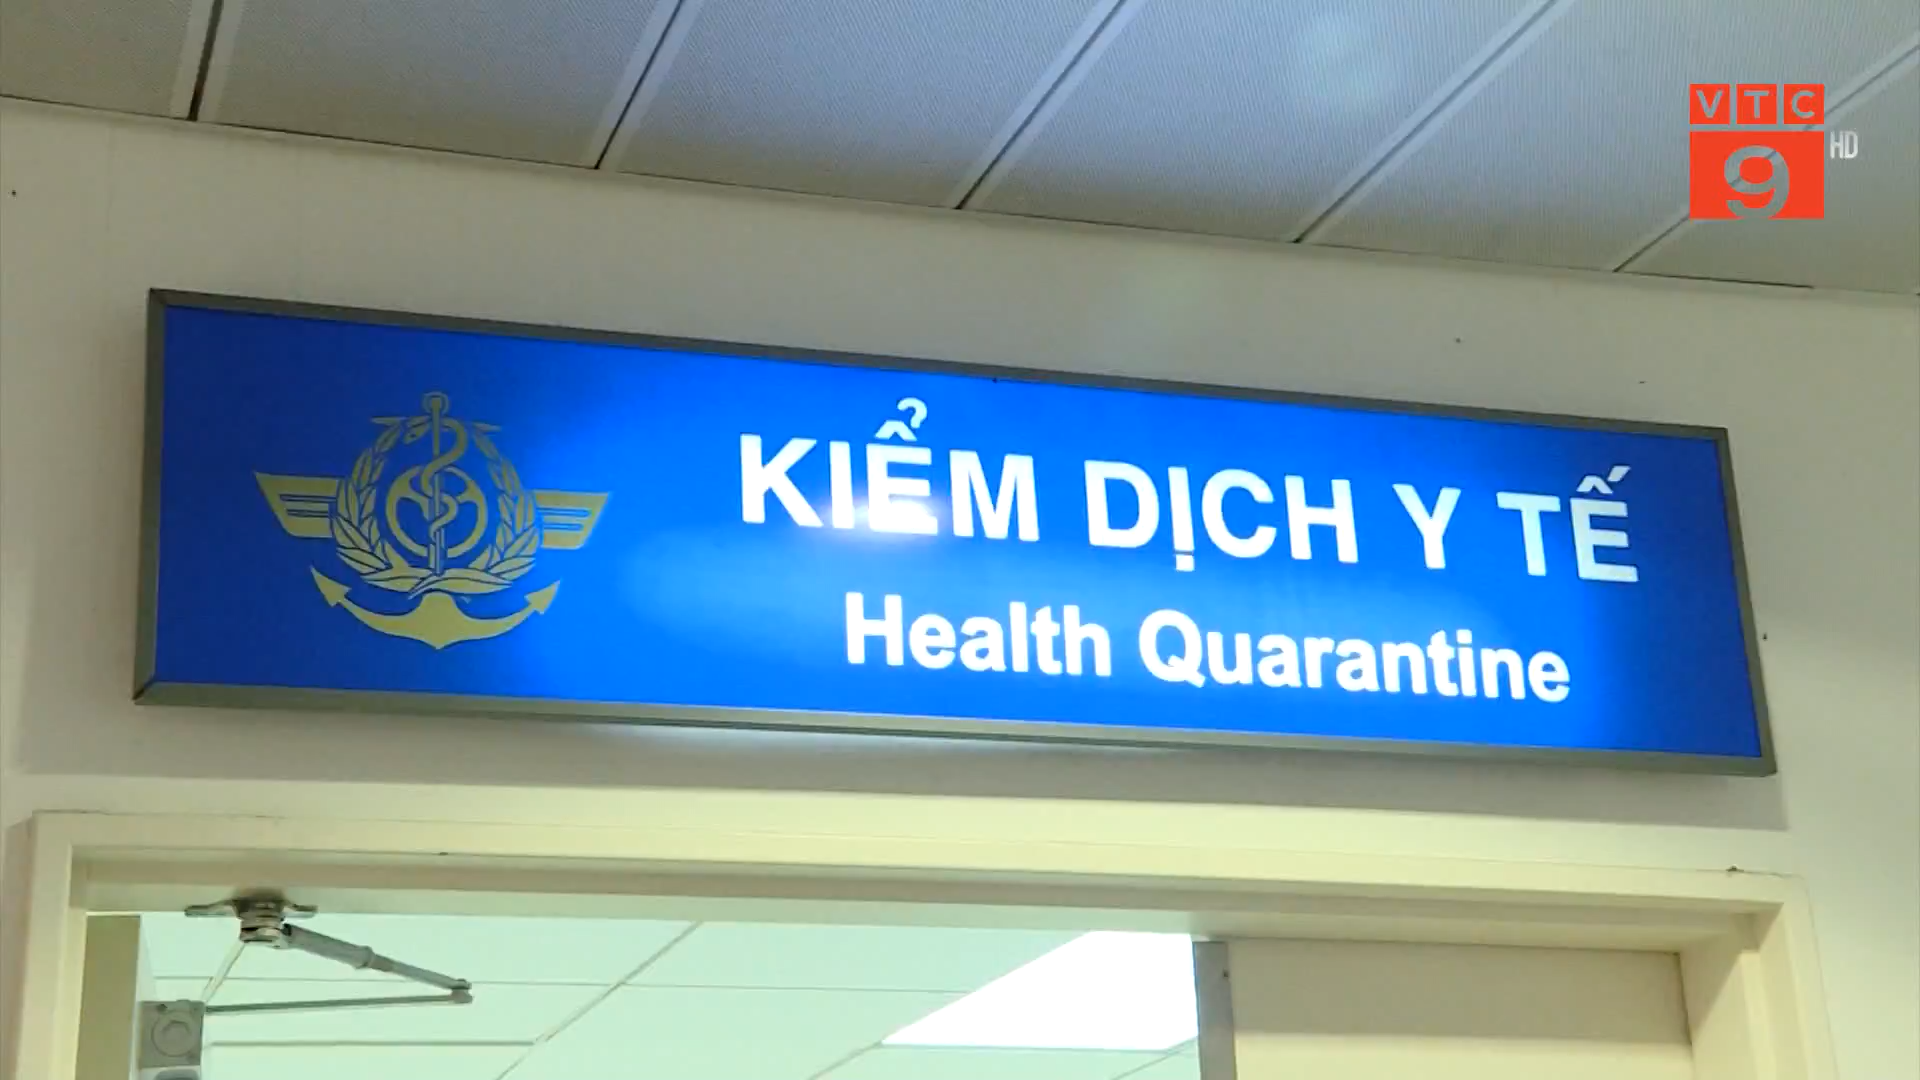 VTC
9 HD
KIỂM DỊCH Y TẾ
Health Quarantine